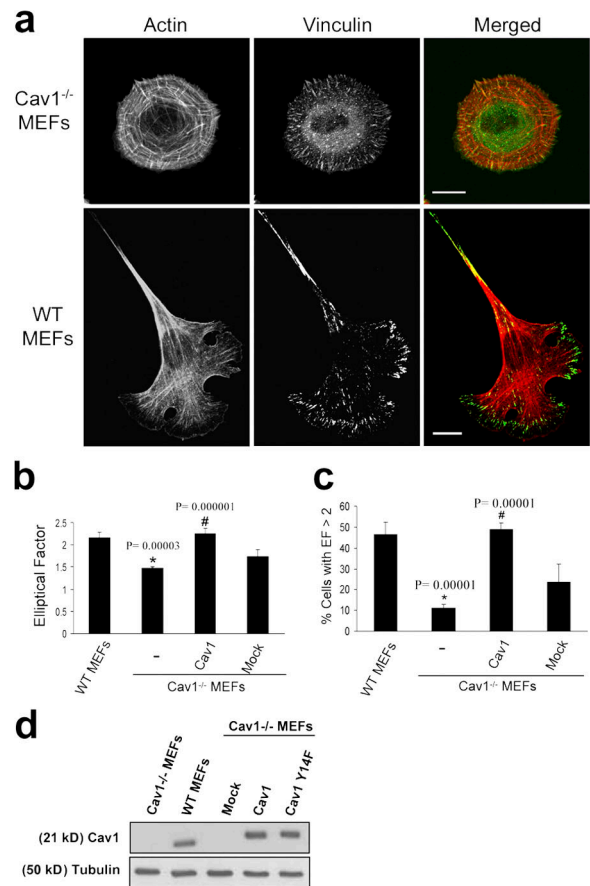 a
Actin Vinculin Merged
Cav1-/-
MEFs
WT
MEFs
b
P= 0.000001
#
P= 0.00003
*
2.5
2
1.5
1
0.5
0
Elliptical Factor
WT MEFs
-
Cav1
Mock
Cav1-/- MEFs
c
P= 0.00001
#
P= 0.00001
*
60
50
40
30
20
10
0
% Cells with EF > 2
WT MEFs
-
Cav1
Mock
Cav1-/- MEFs
d
Cav1-/- MEFs
Cav1-/- MEFs
WT MEFs
Mock
Cav1
Cav1 Y14F
(21 kD) Cav1
(50 kD) Tubulin